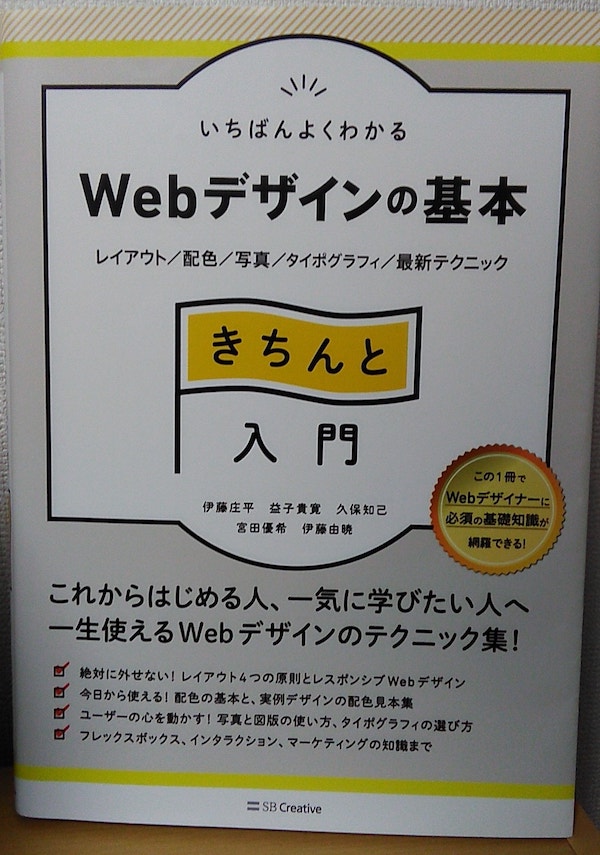 いちばんよくわかる
Webデザインの基本
レイアウト／配色／写真／タイポグラフィ／最新テクニック
きちんと
入門
伊藤庄平　益子貴寛　久保知己
宮田優希　伊藤由暁
この1冊で
Webデザイナーに
必須の基礎知識が
網羅できる!
これからはじめる人、一気に学びたい人へ
一生使えるWebデザインのテクニック集!
絶対に外せない! レイアウト4つの原則とレスポンシブWebデザイン
今日から使える! 配色の基本と、実例デザインの配色見本集
ユーザーの心を動かす! 写真と図版の使い方、タイポグラフィの選び方
フレックスボックス、インタラクション、マーケティングの知識まで
SB Creative